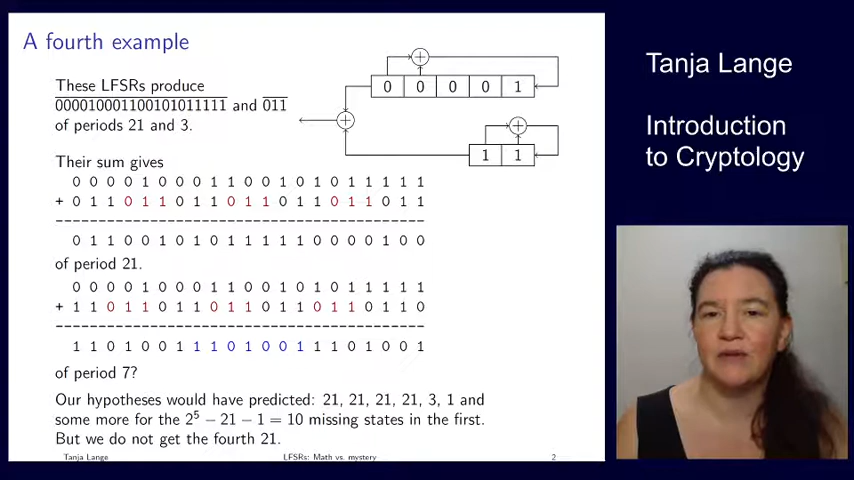 A fourth example
These LFSRs produce
000010001100101011111 and 011
of periods 21 and 3.
0 0 0 0 1
1 1
Their sum gives
0 0 0 0 1 0 0 0 1 1 0 0 1 0 1 0 1 1 1 1 1
+ 0 1 1 0 1 1 0 1 1 0 1 1 0 1 1 0 1 1 0 1 1
0 1 1 0 0 1 0 1 0 1 1 1 1 1 0 0 0 0 1 0 0
of period 21.
0 0 0 0 1 0 0 0 1 1 0 0 1 0 1 0 1 1 1 1 1
+ 1 1 0 1 1 0 1 1 0 1 1 0 1 1 0 1 1 0 1 1 0
1 1 0 1 0 0 1 1 1 0 1 0 0 1 1 1 0 1 0 0 1
of period 7?
Our hypotheses would have predicted: 21, 21, 21, 21, 3, 1 and
some more for the 2⁵ − 21 − 1 = 10 missing states in the first.
But we do not get the fourth 21.
Tanja Lange LFSRs: Math vs. mystery 2
Tanja Lange
Introduction
to Cryptology